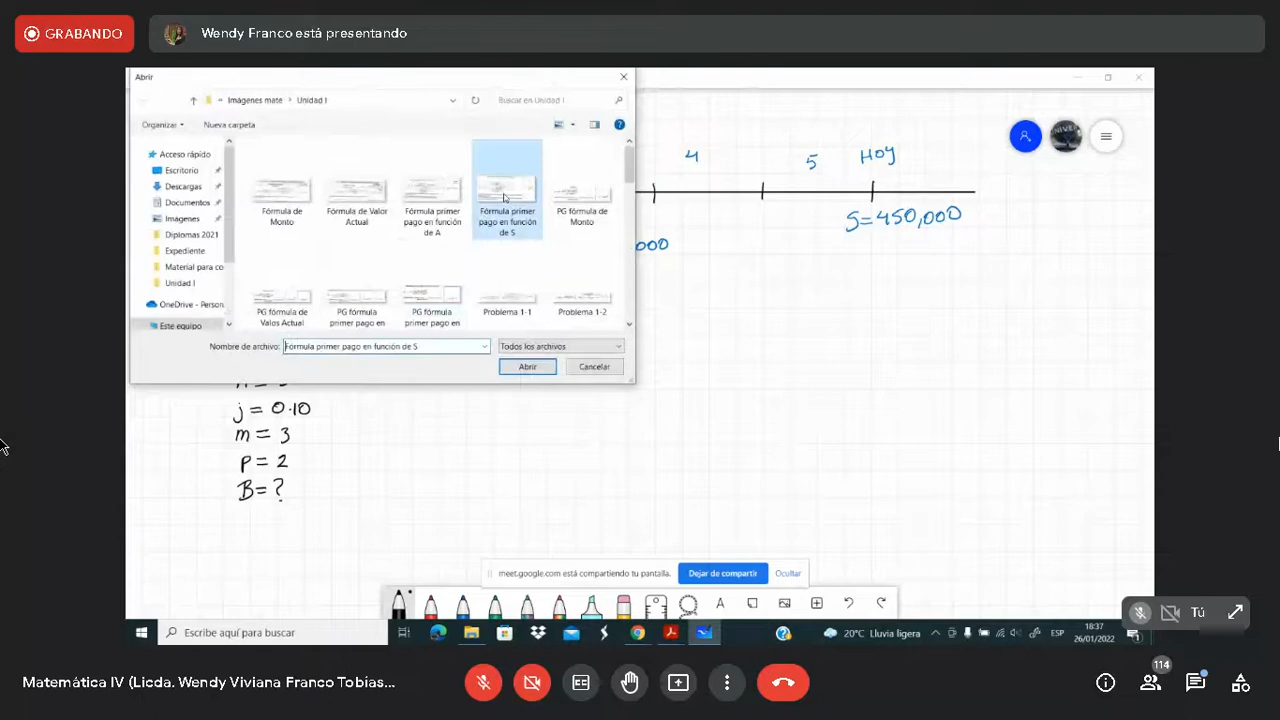 GRABANDO
Wendy Franco está presentando
Abrir
« Imágenes mate > Unidad I
Buscar en Unidad I
Organizar
Nueva carpeta
Acceso rápido
Escritorio
Descargas
Documentos
Imágenes
Diplomas 2021
Expediente
Material para co
Unidad I
OneDrive - Person
Este equipo
Fórmula de Monto
Fórmula de Valor Actual
Fórmula primer pago en función de A
Fórmula primer pago en función de S
PG fórmula de Monto
PG fórmula de Valos Actual
PG fórmula primer pago en
PG fórmula primer pago en
Problema 1-1
Problema 1-2
Nombre de archivo:
Fórmula primer pago en función de S
Todos los archivos
Abrir
Cancelar
4
5
Hoy
S=450,000
000
j = 0.10
m = 3
p = 2
B= ?
meet.google.com está compartiendo tu pantalla.
Dejar de compartir
Ocultar
A
Escribe aquí para buscar
20°C Lluvia ligera
ESP
18:37
26/01/2022
1
Tú
Matemática IV (Licda. Wendy Viviana Franco Tobias...
114